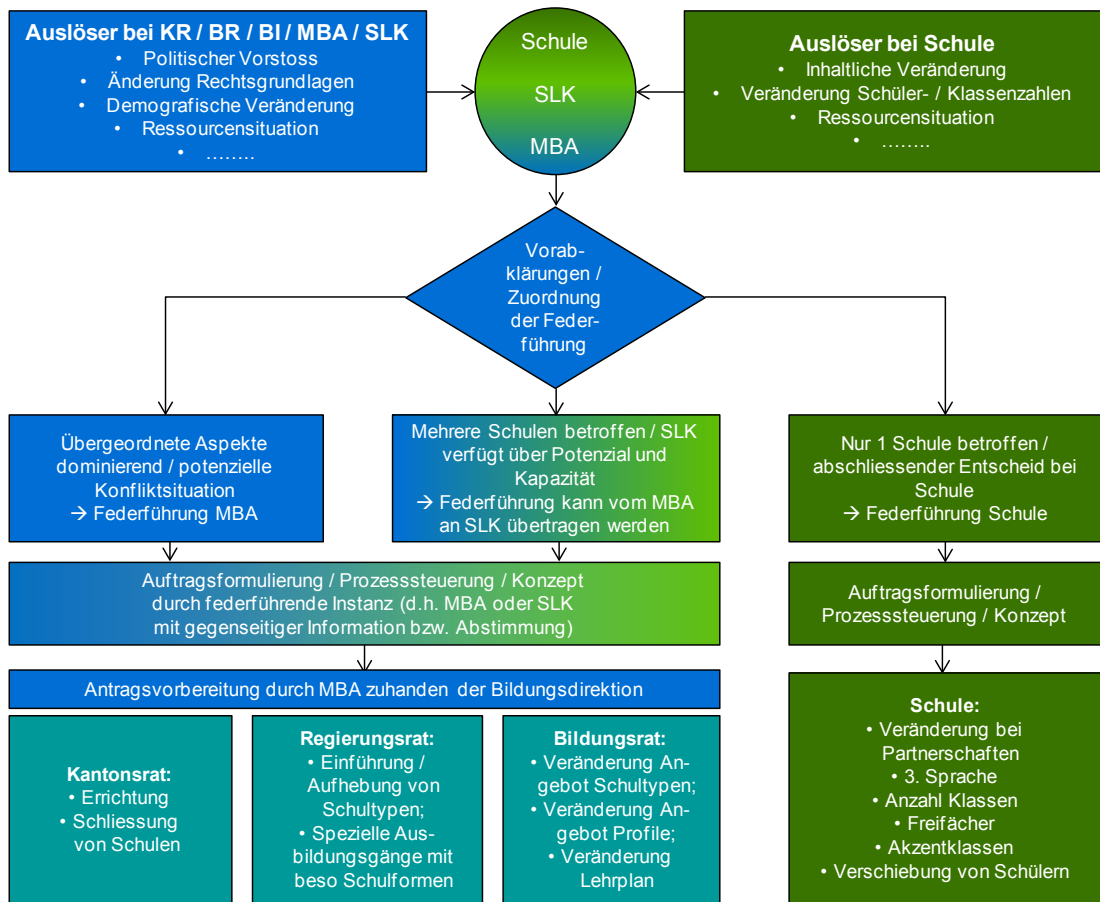 Auslöser bei KR / BR / BI / MBA / SLK
• Politischer Vorstoss
• Änderung Rechtsgrundlagen
• Demografische Veränderung
• Ressourcensituation
• ........
Schule
SLK
MBA
Auslöser bei Schule
• Inhaltliche Veränderung
• Veränderung Schüler- / Klassenzahlen
• Ressourcensituation
• ........
Vorab-
klärungen /
Zuordnung
der Feder-
führung
Übergeordnete Aspekte
dominierend / potenzielle
Konfliktsituation
→ Federführung MBA
Mehrere Schulen betroffen / SLK
verfügt über Potenzial und
Kapazität
→ Federführung kann vom MBA
an SLK übertragen werden
Nur 1 Schule betroffen /
abschliessender Entscheid bei
Schule
→ Federführung Schule
Auftragsformulierung / Prozesssteuerung / Konzept
durch federführende Instanz (d.h. MBA oder SLK
mit gegenseitiger Information bzw. Abstimmung)
Auftragsformulierung /
Prozesssteuerung / Konzept
Antragsvorbereitung durch MBA zuhanden der Bildungsdirektion
Kantonsrat:
• Errichtung
• Schliessung
von Schulen
Regierungsrat:
• Einführung /
Aufhebung von
Schultypen;
• Spezielle Aus-
bildungsgänge mit
beso Schulformen
Bildungsrat:
• Veränderung An-
gebot Schultypen;
• Veränderung An-
gebot Profile;
• Veränderung
Lehrplan
Schule:
• Veränderung bei
Partnerschaften
• 3. Sprache
• Anzahl Klassen
• Freifächer
• Akzentklassen
• Verschiebung von Schülern